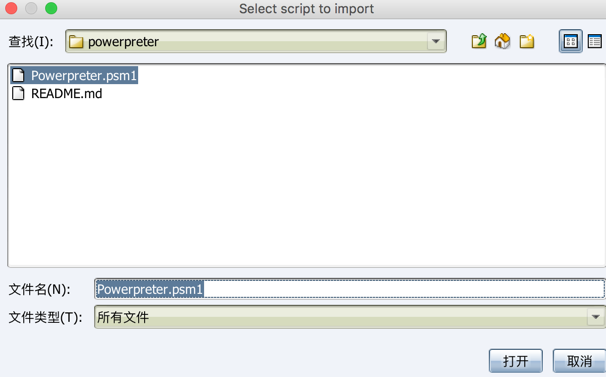 Select script to import
查找(I): powerpreter
Powerpreter.psm1
README.md
文件名(N): Powerpreter.psm1
文件类型(T): 所有文件
打开 取消